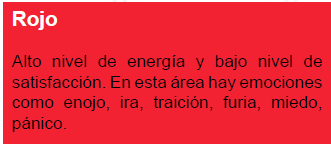 Rojo
Alto nivel de energía y bajo nivel de
satisfacción. En esta área hay emociones
como enojo, ira, traición, furia, miedo,
pánico.